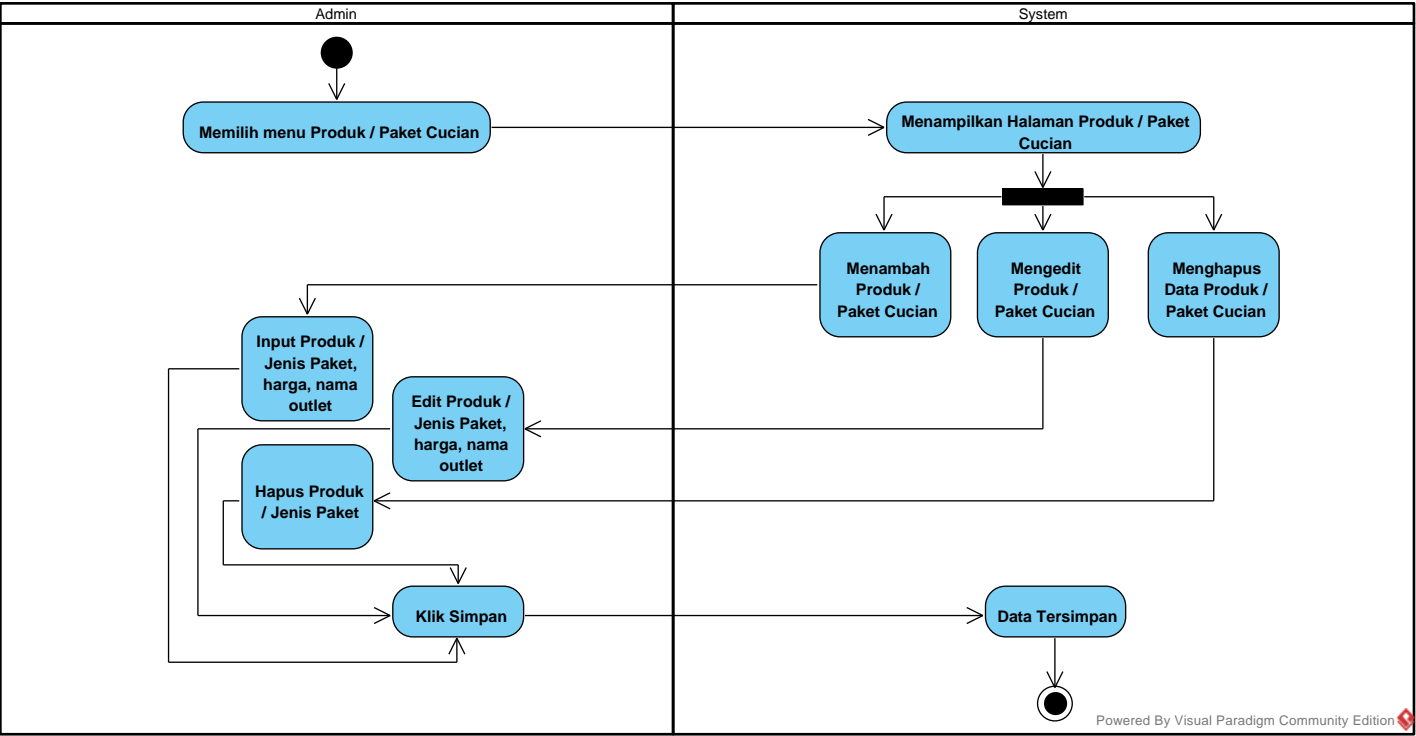 Admin
System
Memilih menu Produk / Paket Cucian
Menampilkan Halaman Produk / Paket
Cucian
Menambah
Produk /
Paket Cucian
Mengedit
Produk /
Paket Cucian
Menghapus
Data Produk /
Paket Cucian
Input Produk /
Jenis Paket,
harga, nama
outlet
Edit Produk /
Jenis Paket,
harga, nama
outlet
Hapus Produk
/ Jenis Paket
Klik Simpan
Data Tersimpan
Powered By Visual Paradigm Community Edition